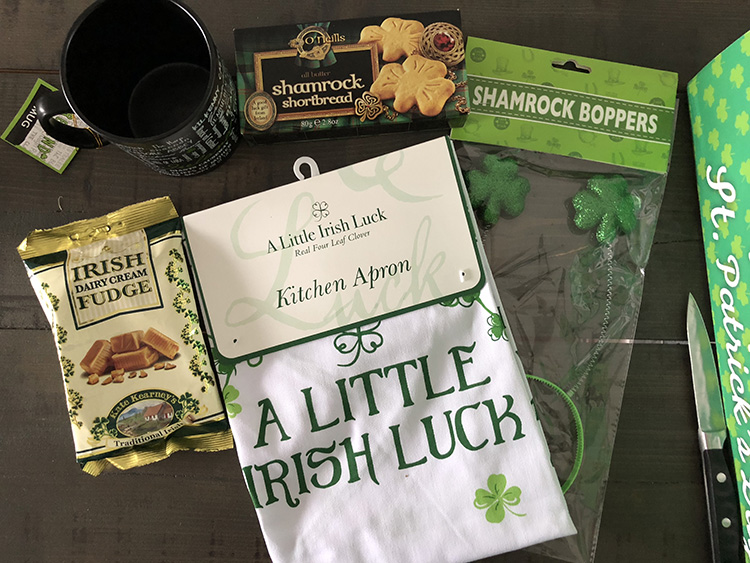 MUG
O'Neills
all butter
shamrock
shortbread
80g ℮ 2.8oz
SHAMROCK BOPPERS
St. Patrick's
A Little Irish Luck
Real Four Leaf Clover
Kitchen Apron
Luck
A LITTLE
IRISH LUCK
IRISH
DAIRY CREAM
FUDGE
Kate Kearney's
Traditional